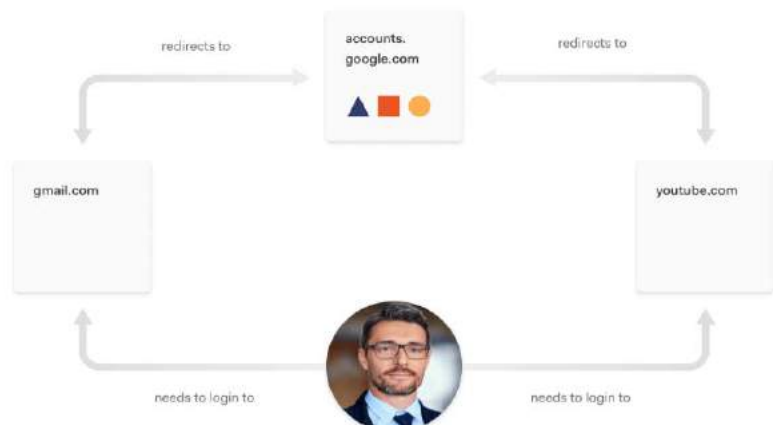 redirects to
accounts.
google.com
redirects to
gmail.com
youtube.com
needs to login to
needs to login to